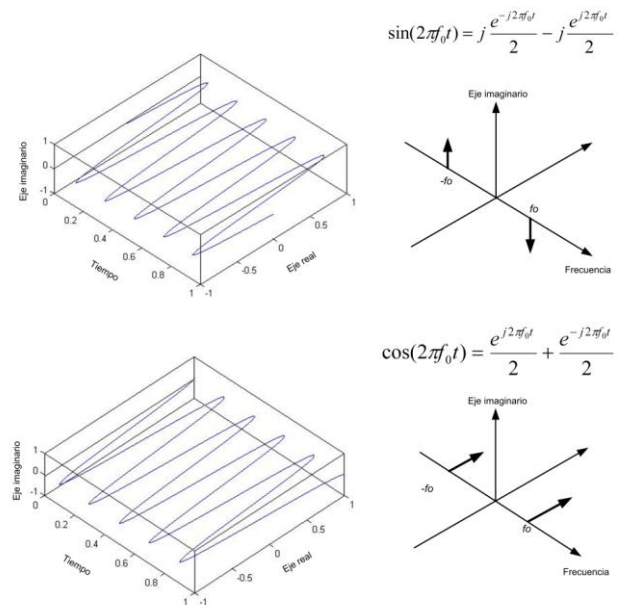 sin(2πf₀t) = j e^{-j2πf₀t}/2 − j e^{j2πf₀t}/2
Eje imaginario
1
0
-1
0
0.2
0.4
0.6
0.8
1
Tiempo
-1
-0.5
0
0.5
1
Eje real
Eje imaginario
-fo
fo
Frecuencia
cos(2πf₀t) = e^{j2πf₀t}/2 + e^{-j2πf₀t}/2
Eje imaginario
1
0
-1
0
0.2
0.4
0.6
0.8
1
Tiempo
-1
-0.5
0
0.5
1
Eje real
Eje imaginario
-fo
fo
Frecuencia